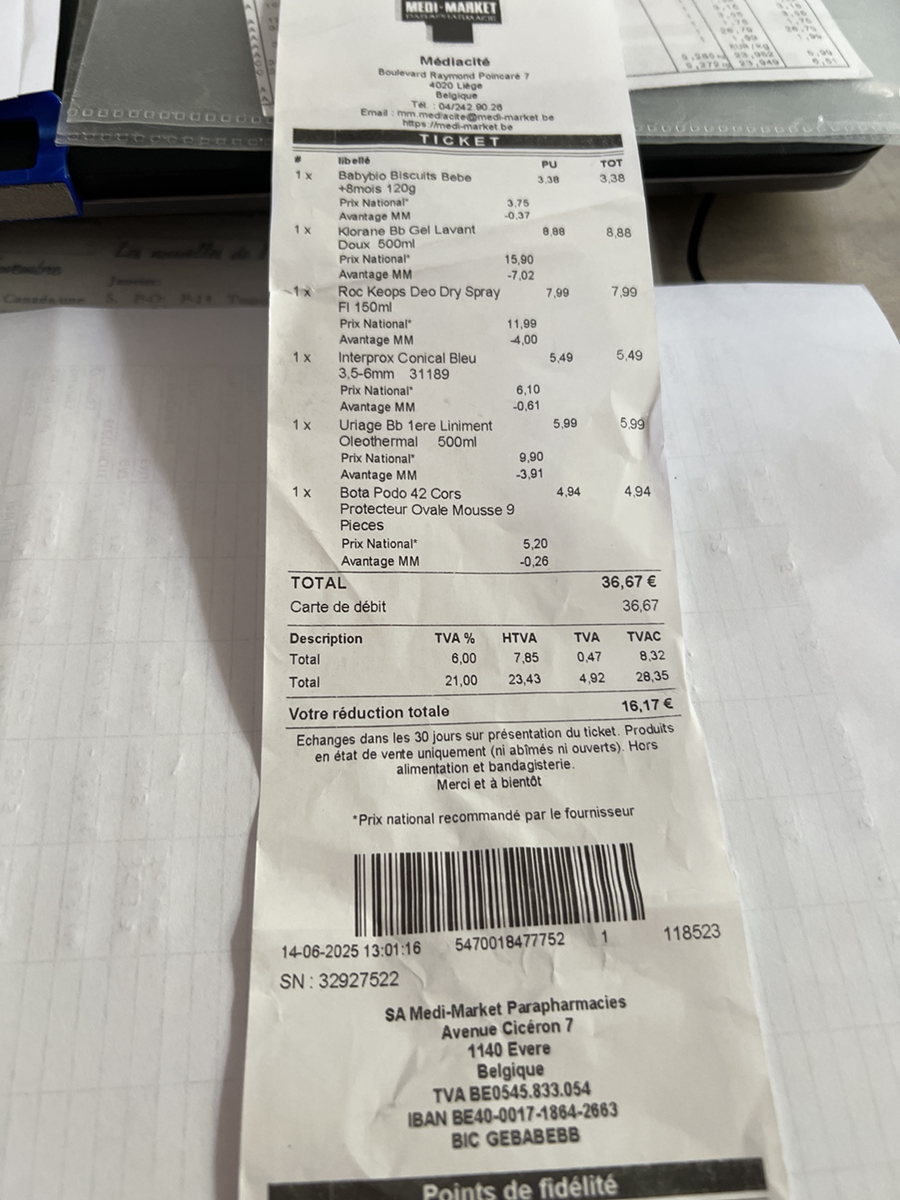 MEDI-MARKET
PARAPHARMACIE
Médiacité
Boulevard Raymond Poincaré 7
4020 Liège
Belgique
Tél. : 04/242.90.26
Email : mm.mediacite@medi-market.be
https://medi-market.be
TICKET
# libellé PU TOT
1 x Babybio Biscuits Bebe 3,38 3,38
+8mois 120g
Prix National* 3,75
Avantage MM -0,37
1 x Klorane Bb Gel Lavant 8,88 8,88
Doux 500ml
Prix National* 15,90
Avantage MM -7,02
1 x Roc Keops Deo Dry Spray 7,99 7,99
Fl 150ml
Prix National* 11,99
Avantage MM -4,00
1 x Interprox Conical Bleu 5,49 5,49
3,5-6mm 31189
Prix National* 6,10
Avantage MM -0,61
1 x Uriage Bb 1ere Liniment 5,99 5,99
Oleothermal 500ml
Prix National* 9,90
Avantage MM -3,91
1 x Bota Podo 42 Cors 4,94 4,94
Protecteur Ovale Mousse 9
Pieces
Prix National* 5,20
Avantage MM -0,26
TOTAL 36,67 €
Carte de débit 36,67
Description TVA % HTVA TVA TVAC
Total 6,00 7,85 0,47 8,32
Total 21,00 23,43 4,92 28,35
Votre réduction totale 16,17 €
Echanges dans les 30 jours sur présentation du ticket. Produits
en état de vente uniquement (ni abîmés ni ouverts). Hors
alimentation et bandagisterie.
Merci et à bientôt
*Prix national recommandé par le fournisseur
14-06-2025 13:01:16 5470018477752 1 118523
SN : 32927522
SA Medi-Market Parapharmacies
Avenue Cicéron 7
1140 Evere
Belgique
TVA BE0545.833.054
IBAN BE40-0017-1864-2663
BIC GEBABEBB
Points de fidélité